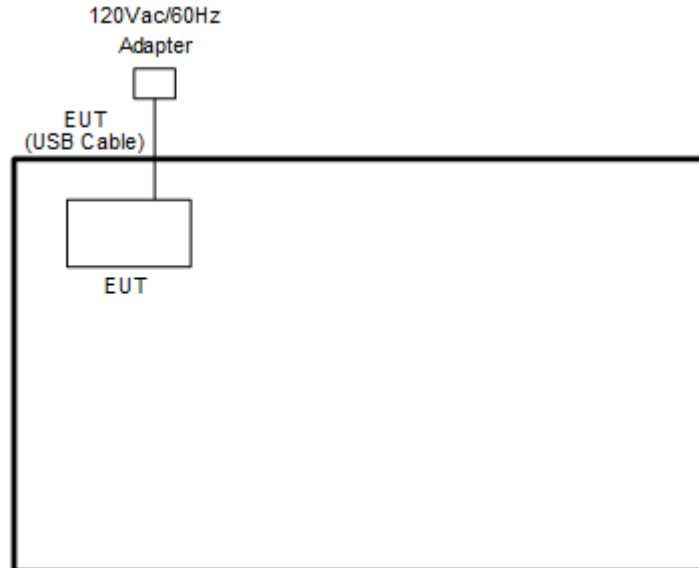 120Vac/60Hz
Adapter
EUT
(USB Cable)
EUT